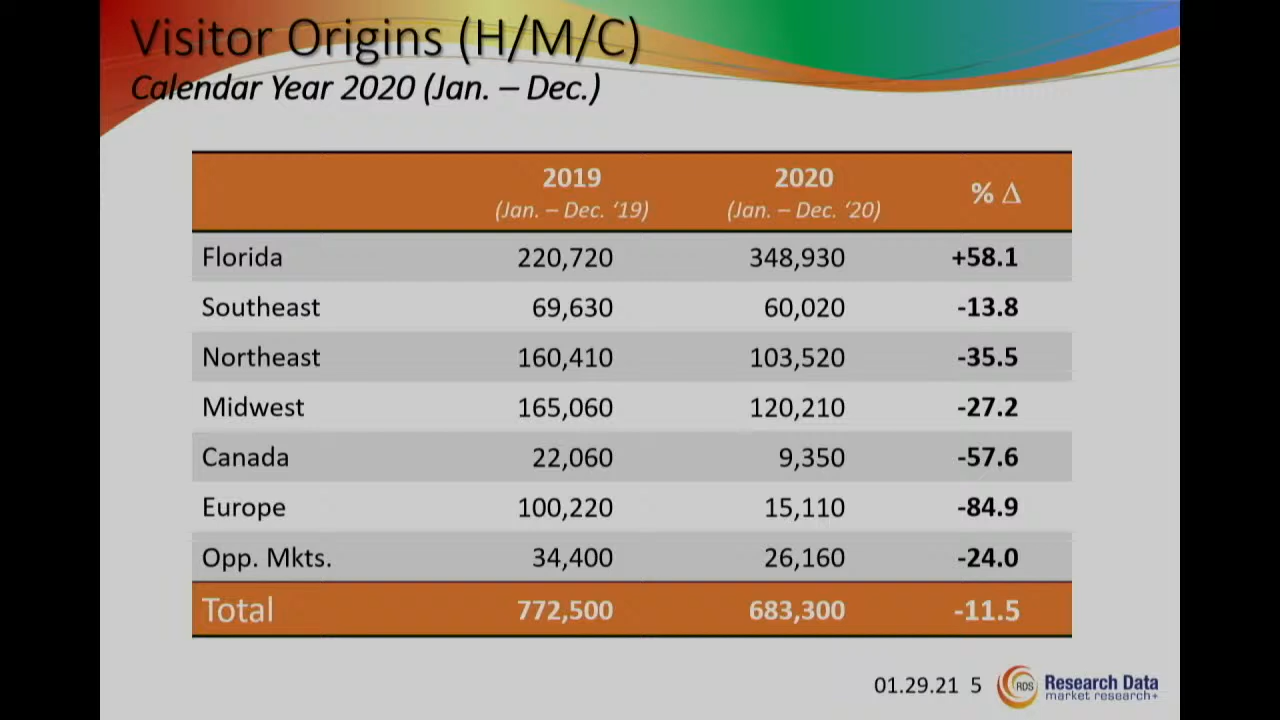 Visitor Origins (H/M/C)
Calendar Year 2020 (Jan. – Dec.)
2019 2020 % Δ
(Jan. – Dec. ‘19) (Jan. – Dec. ‘20)
Florida 220,720 348,930 +58.1
Southeast 69,630 60,020 -13.8
Northeast 160,410 103,520 -35.5
Midwest 165,060 120,210 -27.2
Canada 22,060 9,350 -57.6
Europe 100,220 15,110 -84.9
Opp. Mkts. 34,400 26,160 -24.0
Total 772,500 683,300 -11.5
01.29.21 5 RDS Research Data
market research+